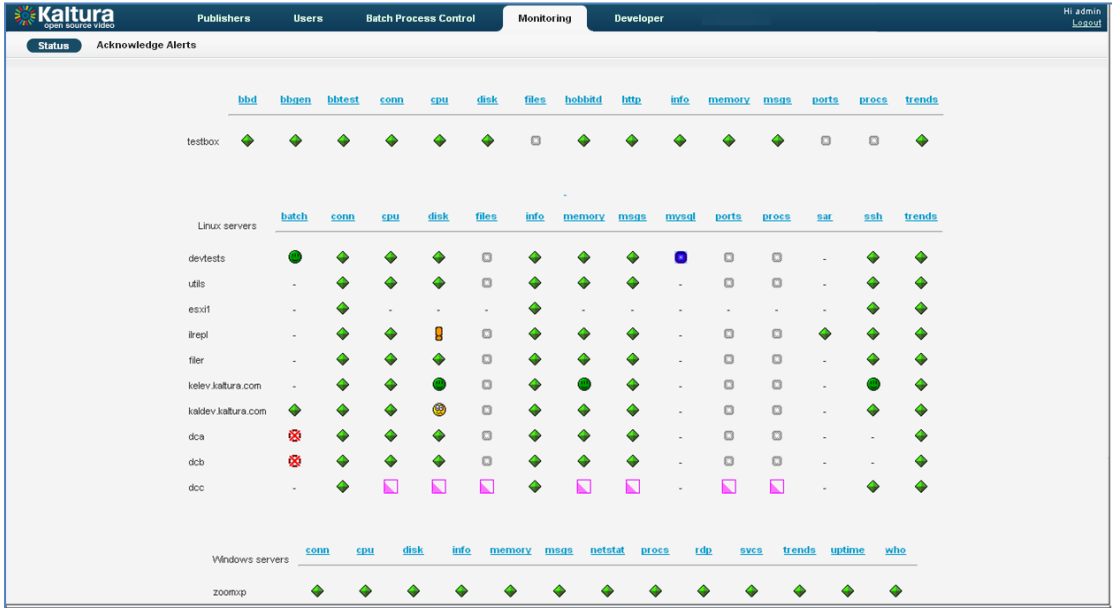 Kaltura
open source video
Publishers Users Batch Process Control Monitoring Developer
Hi admin
Logout
Status Acknowledge Alerts
bbd bbgen bbtest conn cpu disk files hobbitd http info memory msgs ports procs trends
testbox
-
batch conn cpu disk files info memory msgs mysql ports procs sar ssh trends
Linux servers
devtests -
utils - - -
esxi1 - - - - - - - - - - -
ilrepl - -
filer - - -
kelev.kaltura.com - - -
kaldev.kaltura.com - -
dca - - -
dcb - - -
dcc - - -
conn cpu disk info memory msgs netstat procs rdp svcs trends uptime who
Windows servers
zoomxp